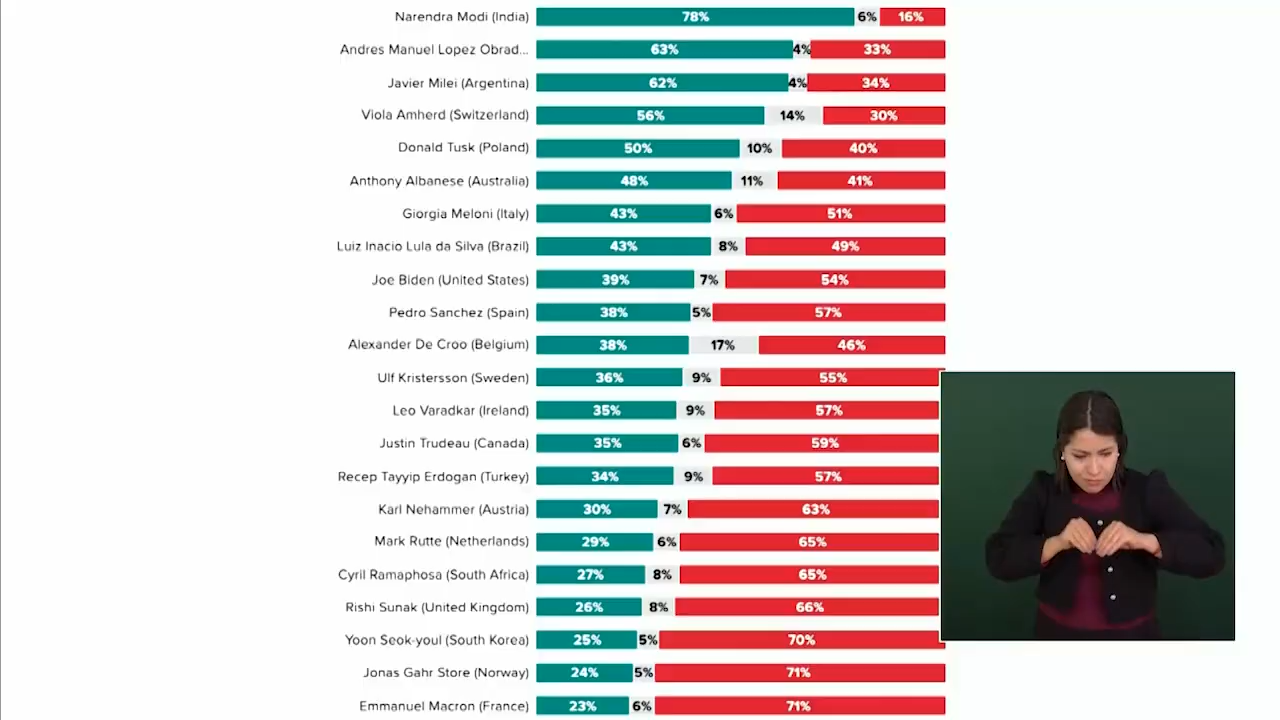 Narendra Modi (India) 78% 6% 16%
Andres Manuel Lopez Obrad... 63% 4% 33%
Javier Milei (Argentina) 62% 4% 34%
Viola Amherd (Switzerland) 56% 14% 30%
Donald Tusk (Poland) 50% 10% 40%
Anthony Albanese (Australia) 48% 11% 41%
Giorgia Meloni (Italy) 43% 6% 51%
Luiz Inacio Lula da Silva (Brazil) 43% 8% 49%
Joe Biden (United States) 39% 7% 54%
Pedro Sanchez (Spain) 38% 5% 57%
Alexander De Croo (Belgium) 38% 17% 46%
Ulf Kristersson (Sweden) 36% 9% 55%
Leo Varadkar (Ireland) 35% 9% 57%
Justin Trudeau (Canada) 35% 6% 59%
Recep Tayyip Erdogan (Turkey) 34% 9% 57%
Karl Nehammer (Austria) 30% 7% 63%
Mark Rutte (Netherlands) 29% 6% 65%
Cyril Ramaphosa (South Africa) 27% 8% 65%
Rishi Sunak (United Kingdom) 26% 8% 66%
Yoon Seok-youl (South Korea) 25% 5% 70%
Jonas Gahr Store (Norway) 24% 5% 71%
Emmanuel Macron (France) 23% 6% 71%